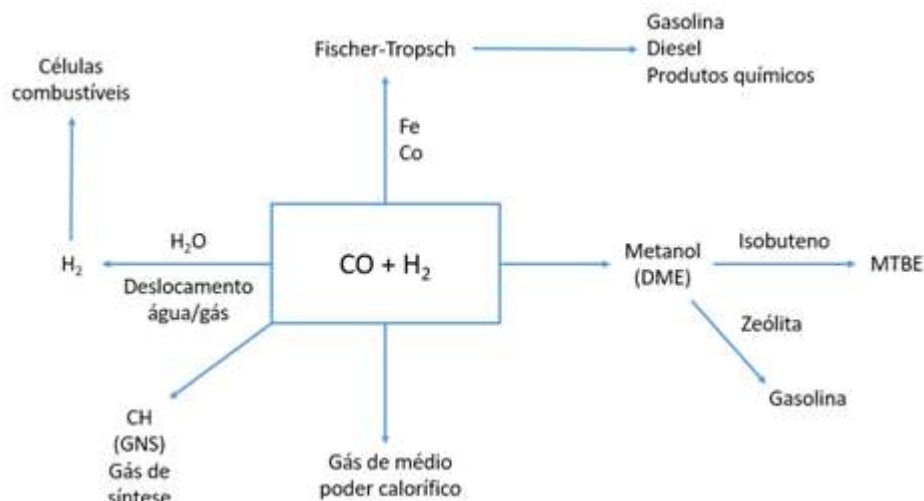 Gasolina
Diesel
Produtos químicos
Fischer-Tropsch
Células
combustíveis
Fe
Co
H₂O
H₂
Deslocamento
água/gás
CO + H₂
Metanol
(DME)
Isobuteno
MTBE
Zeólita
Gasolina
CH
(GNS)
Gás de
síntese
Gás de médio
poder calorífico